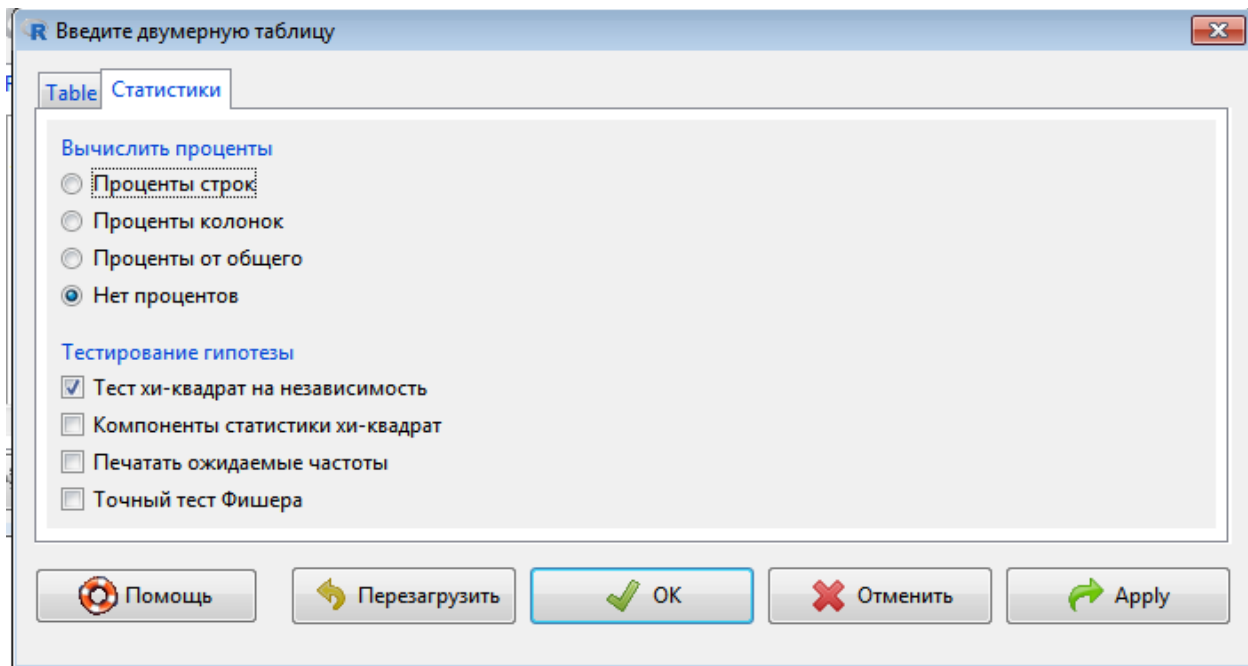 Введите двумерную таблицу
Table Статистики
Вычислить проценты
Проценты строк
Проценты колонок
Проценты от общего
Нет процентов
Тестирование гипотезы
Тест хи-квадрат на независимость
Компоненты статистики хи-квадрат
Печатать ожидаемые частоты
Точный тест Фишера
Помощь Перезагрузить OK Отменить Apply